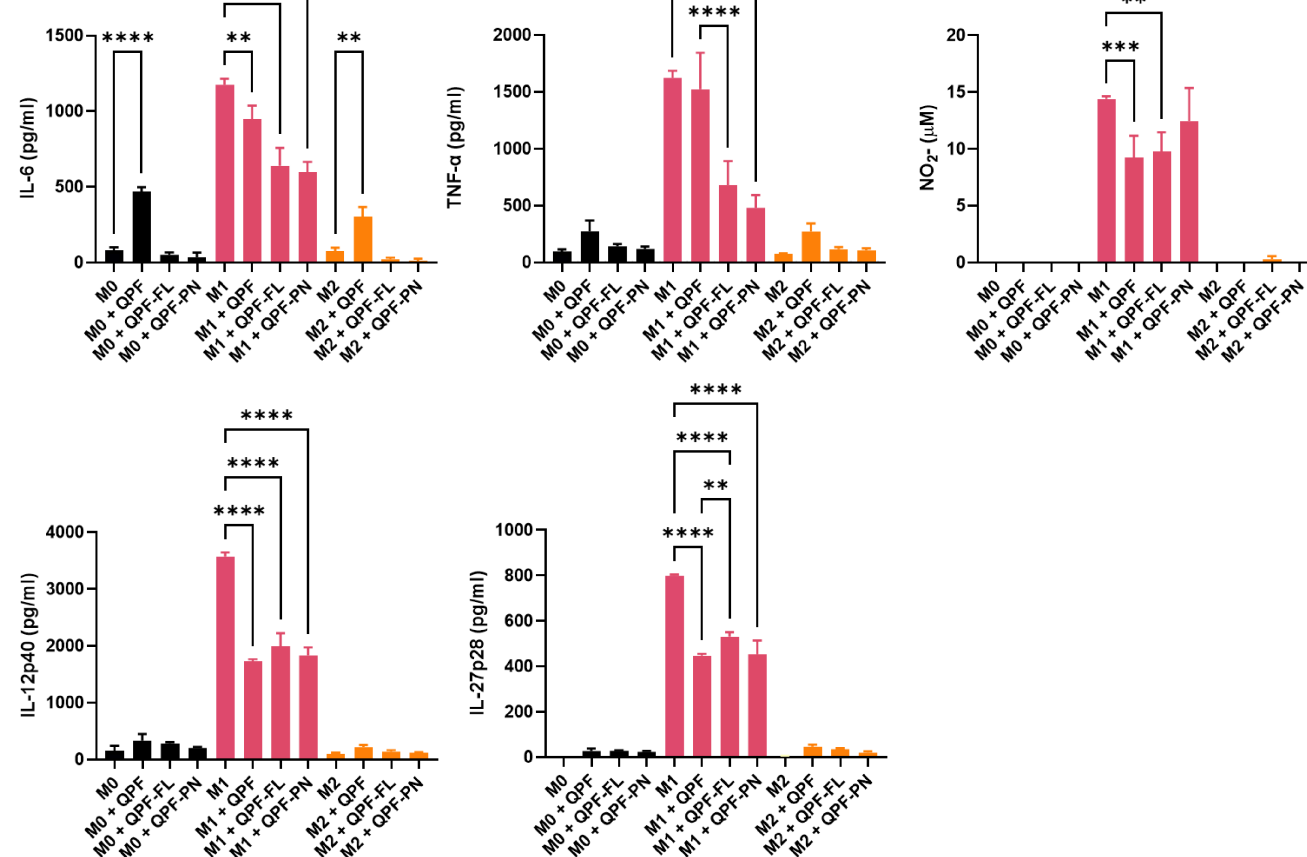 ****
**
**
1500
1000
500
0
IL-6 (pg/ml)
M0
M0 + QPF
M0 + QPF-FL
M0 + QPF-PN
M1
M1 + QPF
M1 + QPF-FL
M1 + QPF-PN
M2
M2 + QPF
M2 + QPF-FL
M2 + QPF-PN
****
2000
1500
1000
500
0
TNF-α (pg/ml)
M0
M0 + QPF
M0 + QPF-FL
M0 + QPF-PN
M1
M1 + QPF
M1 + QPF-FL
M1 + QPF-PN
M2
M2 + QPF
M2 + QPF-FL
M2 + QPF-PN
**
***
20
15
10
5
0
NO2- (μM)
M0
M0 + QPF
M0 + QPF-FL
M0 + QPF-PN
M1
M1 + QPF
M1 + QPF-FL
M1 + QPF-PN
M2
M2 + QPF
M2 + QPF-FL
M2 + QPF-PN
****
****
****
4000
3000
2000
1000
0
IL-12p40 (pg/ml)
M0
M0 + QPF
M0 + QPF-FL
M0 + QPF-PN
M1
M1 + QPF
M1 + QPF-FL
M1 + QPF-PN
M2
M2 + QPF
M2 + QPF-FL
M2 + QPF-PN
****
****
**
****
1000
800
600
400
200
0
IL-27p28 (pg/ml)
M0
M0 + QPF
M0 + QPF-FL
M0 + QPF-PN
M1
M1 + QPF
M1 + QPF-FL
M1 + QPF-PN
M2
M2 + QPF
M2 + QPF-FL
M2 + QPF-PN